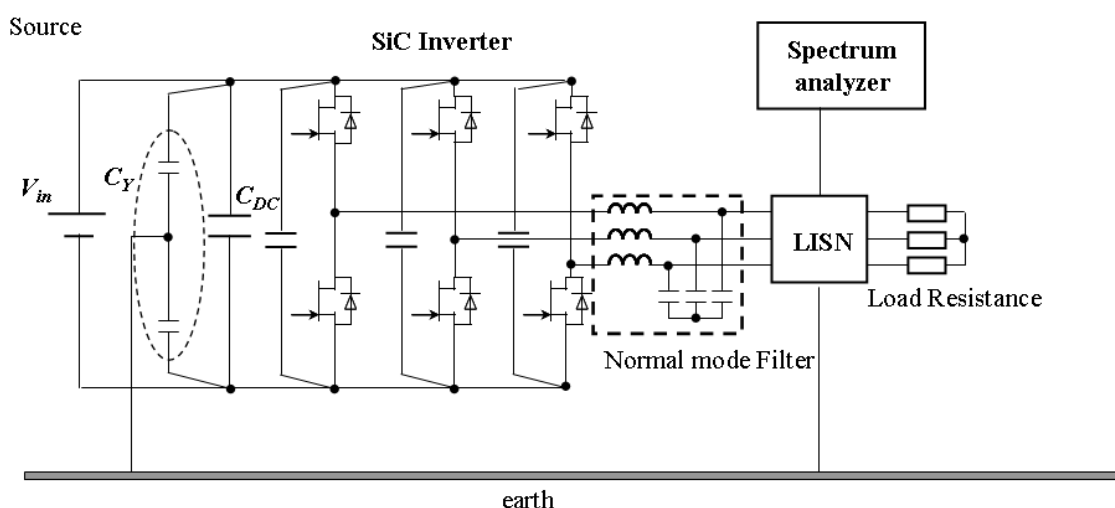 Source
SiC Inverter
Spectrum
analyzer
V_in
C_Y
C_DC
LISN
Load Resistance
Normal mode Filter
earth